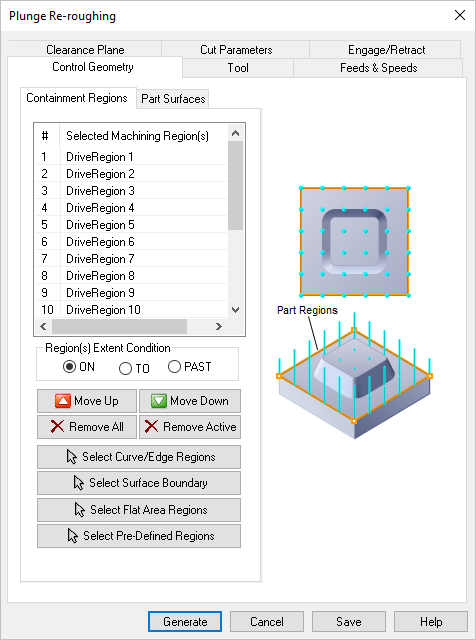 Plunge Re-roughing
Clearance Plane Cut Parameters Engage/Retract
Control Geometry Tool Feeds & Speeds
Containment Regions Part Surfaces
# Selected Machining Region(s)
1 DriveRegion 1
2 DriveRegion 2
3 DriveRegion 3
4 DriveRegion 4
5 DriveRegion 5
6 DriveRegion 6
7 DriveRegion 7
8 DriveRegion 8
9 DriveRegion 9
10 DriveRegion 10
Part Regions
Region(s) Extent Condition
ON TO PAST
Move Up Move Down
Remove All Remove Active
Select Curve/Edge Regions
Select Surface Boundary
Select Flat Area Regions
Select Pre-Defined Regions
Generate Cancel Save Help